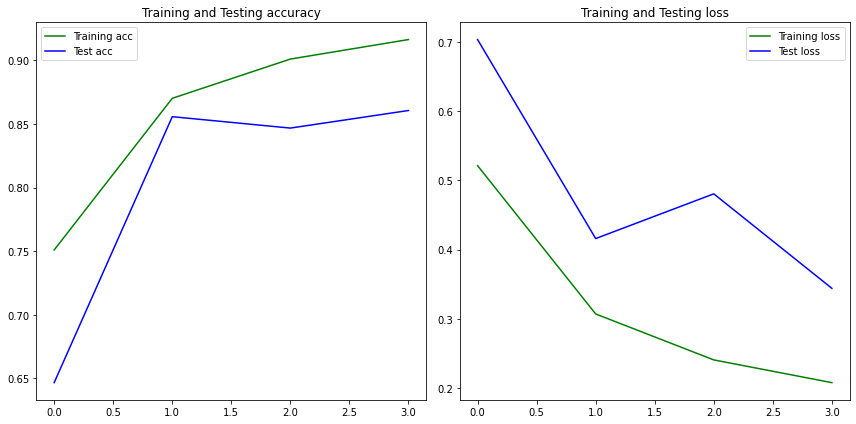 Training and Testing accuracy
Training acc
Test acc
0.90
0.85
0.80
0.75
0.70
0.65
0.0 0.5 1.0 1.5 2.0 2.5 3.0
Training and Testing loss
Training loss
Test loss
0.7
0.6
0.5
0.4
0.3
0.2
0.0 0.5 1.0 1.5 2.0 2.5 3.0